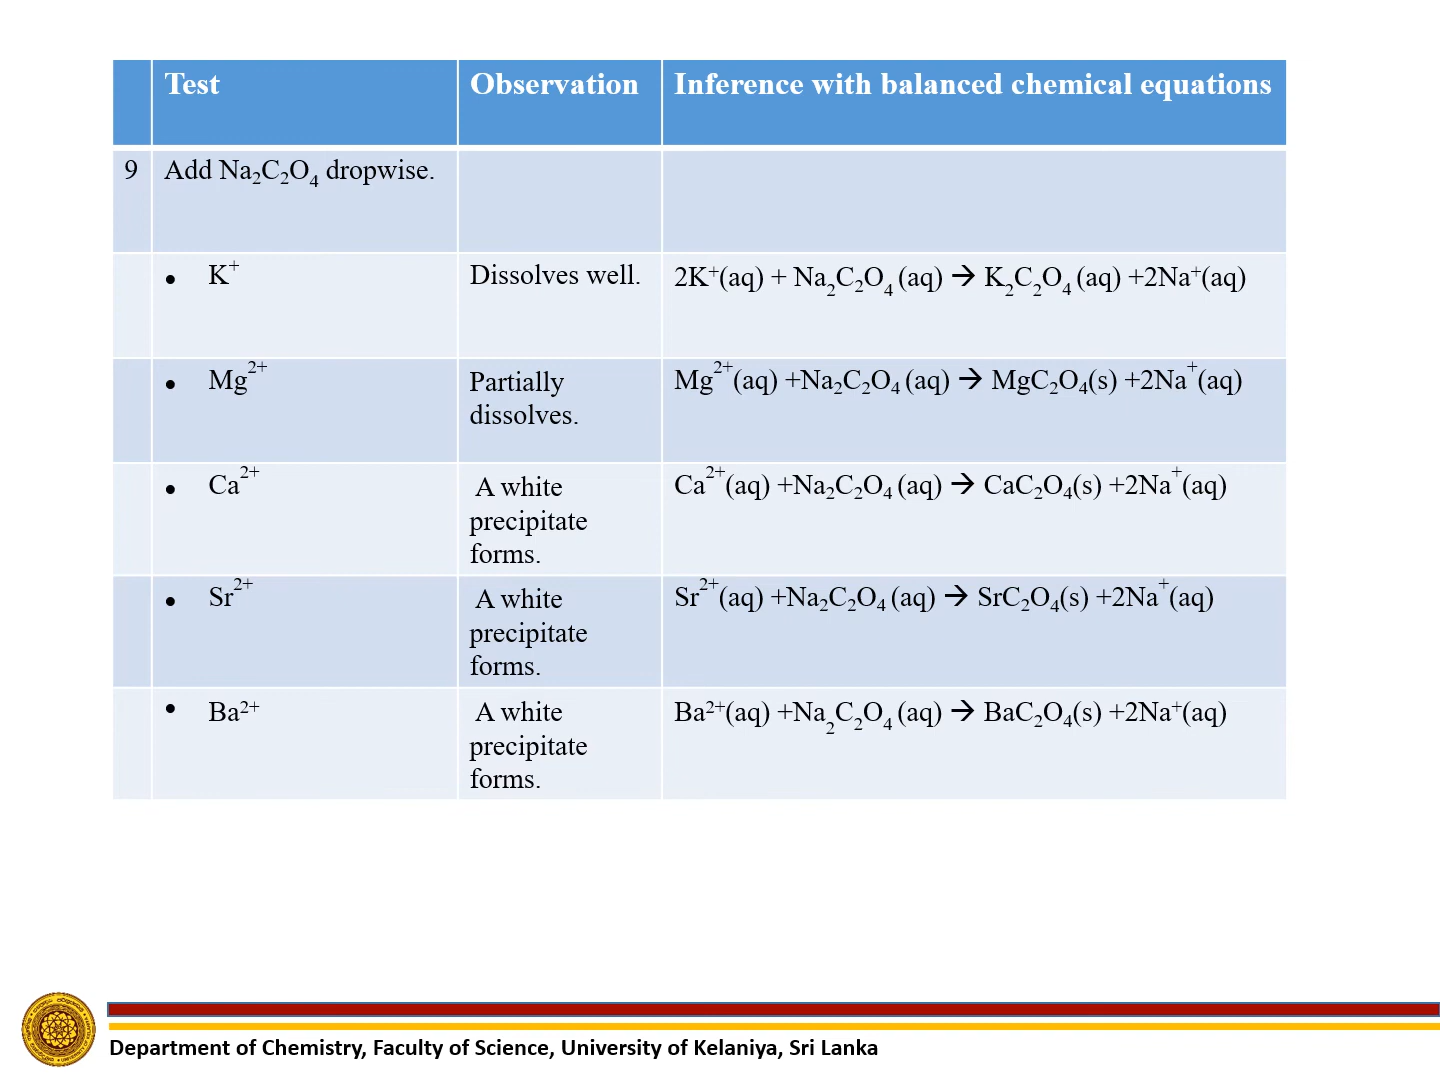 Test Observation Inference with balanced chemical equations
9 Add Na₂C₂O₄ dropwise.
• K⁺ Dissolves well. 2K⁺(aq) + Na₂C₂O₄ (aq) → K₂C₂O₄ (aq) +2Na⁺(aq)
• Mg²⁺ Partially dissolves. Mg²⁺(aq) +Na₂C₂O₄ (aq) → MgC₂O₄(s) +2Na⁺(aq)
• Ca²⁺ A white precipitate forms. Ca²⁺(aq) +Na₂C₂O₄ (aq) → CaC₂O₄(s) +2Na⁺(aq)
• Sr²⁺ A white precipitate forms. Sr²⁺(aq) +Na₂C₂O₄ (aq) → SrC₂O₄(s) +2Na⁺(aq)
• Ba²⁺ A white precipitate forms. Ba²⁺(aq) +Na₂C₂O₄ (aq) → BaC₂O₄(s) +2Na⁺(aq)
Department of Chemistry, Faculty of Science, University of Kelaniya, Sri Lanka